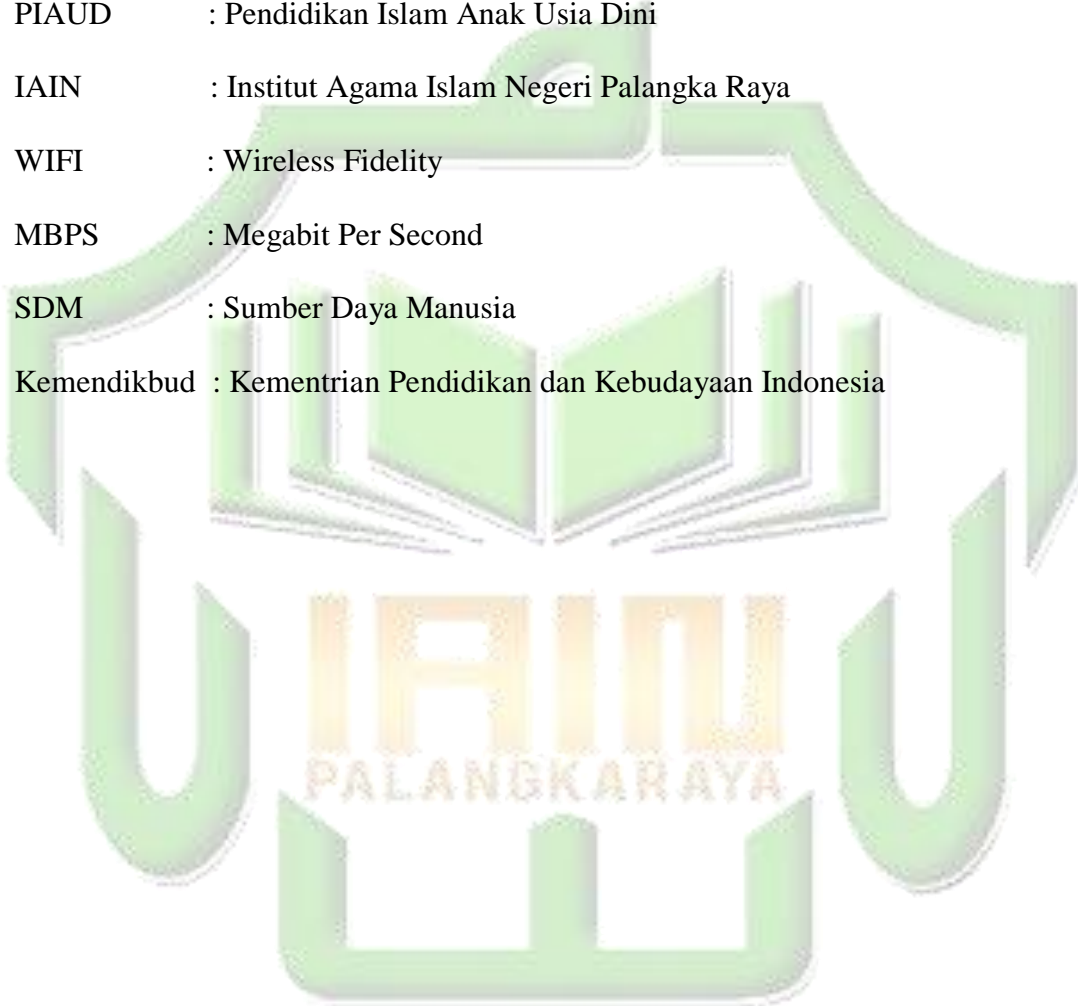 PIAUD : Pendidikan Islam Anak Usia Dini
IAIN : Institut Agama Islam Negeri Palangka Raya
WIFI : Wireless Fidelity
MBPS : Megabit Per Second
SDM : Sumber Daya Manusia
Kemendikbud : Kementrian Pendidikan dan Kebudayaan Indonesia
IAIN
PALANGKARAYA